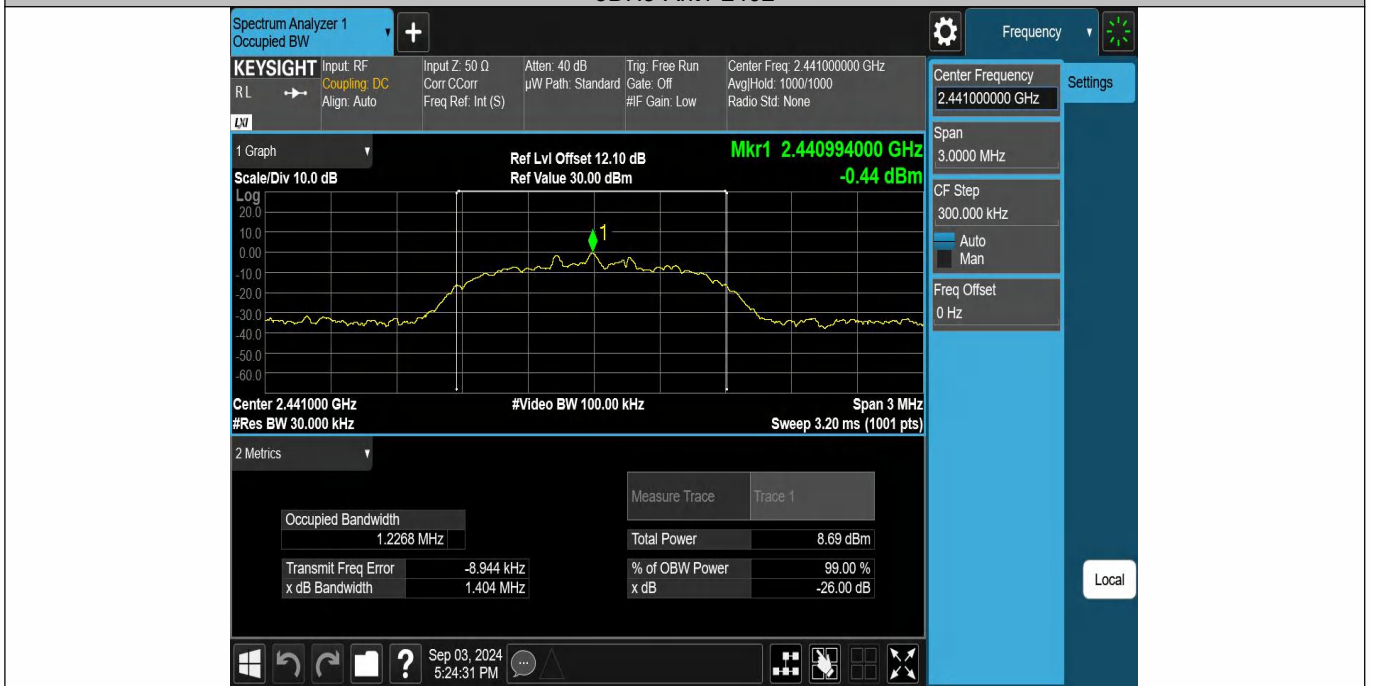 Spectrum Analyzer 1
Occupied BW
+
Frequency
KEYSIGHT
RL
LXI
Input: RF
Coupling: DC
Align: Auto
Input Z: 50 Ω
Corr CCorr
Freq Ref: Int (S)
Atten: 40 dB
µW Path: Standard
Trig: Free Run
Gate: Off
#IF Gain: Low
Center Freq: 2.441000000 GHz
Avg|Hold: 1000/1000
Radio Std: None
Center Frequency
2.441000000 GHz
Settings
Span
3.0000 MHz
CF Step
300.000 kHz
Auto
Man
Freq Offset
0 Hz
Local
1 Graph
Scale/Div 10.0 dB
Ref Lvl Offset 12.10 dB
Ref Value 30.00 dBm
Mkr1 2.440994000 GHz
-0.44 dBm
Log
20.0
10.0
0.00
-10.0
-20.0
-30.0
-40.0
-50.0
-60.0
1
Center 2.441000 GHz
#Video BW 100.00 kHz
Span 3 MHz
#Res BW 30.000 kHz
Sweep 3.20 ms (1001 pts)
2 Metrics
Measure Trace
Trace 1
Occupied Bandwidth
1.2268 MHz
Total Power 8.69 dBm
Transmit Freq Error -8.944 kHz
% of OBW Power 99.00 %
x dB Bandwidth 1.404 MHz
x dB -26.00 dB
?
Sep 03, 2024
5:24:31 PM